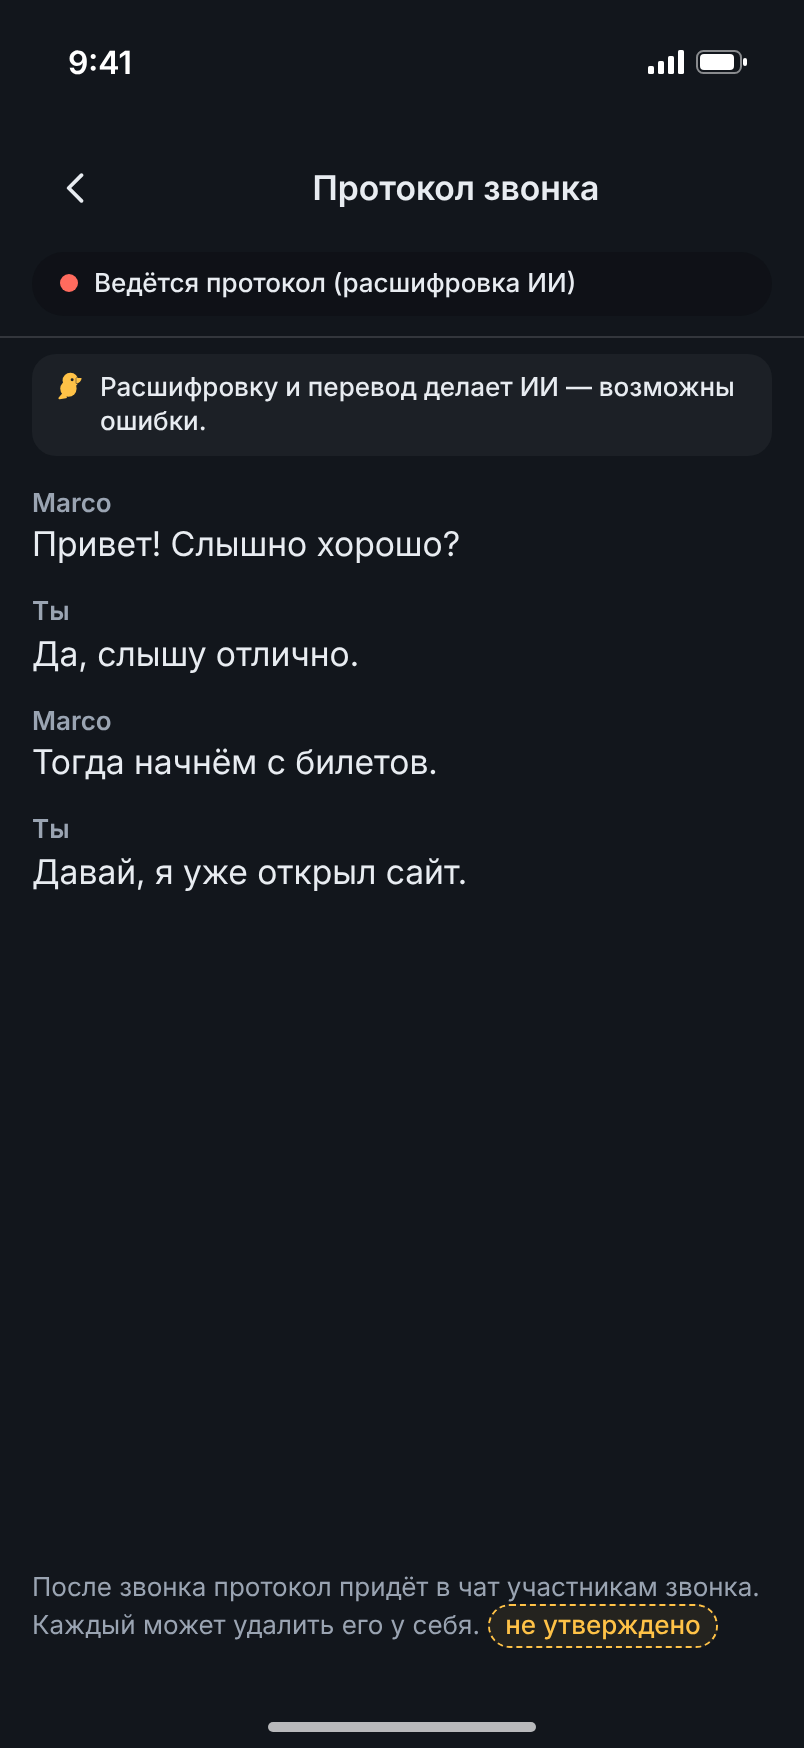 9:41
Протокол звонка
Ведётся протокол (расшифровка ИИ)
Расшифровку и перевод делает ИИ — возможны
ошибки.
Marco
Привет! Слышно хорошо?
Ты
Да, слышу отлично.
Marco
Тогда начнём с билетов.
Ты
Давай, я уже открыл сайт.
После звонка протокол придёт в чат участникам звонка.
Каждый может удалить его у себя. не утверждено